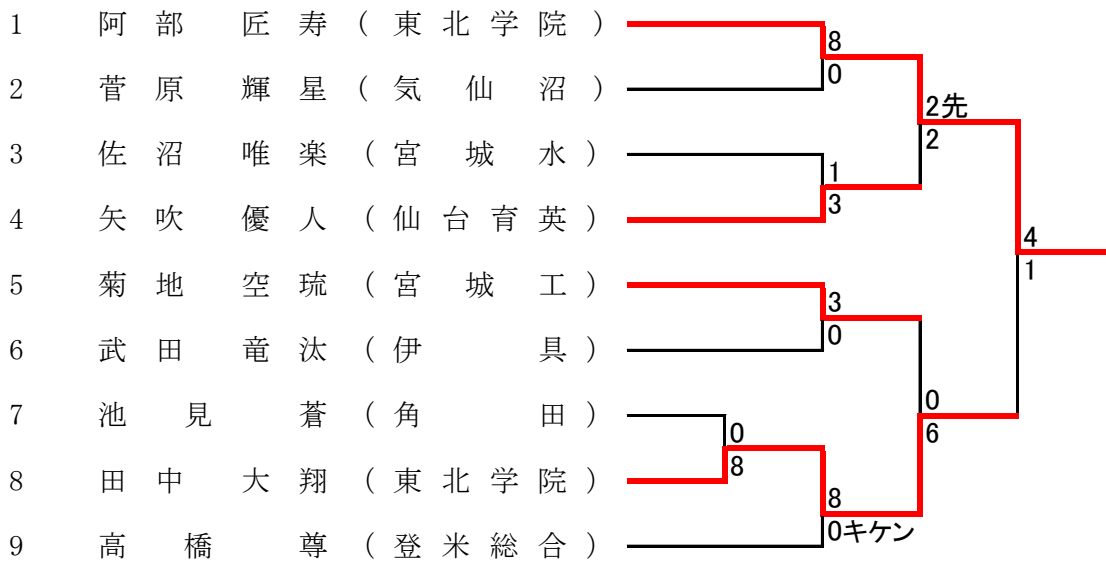 1 阿部 匠寿 (東北学院)
8
0
2 菅原 輝星 (気仙沼)
2先
2
3 佐沼 唯楽 (宮城水)
1
3
4 矢吹 優人 (仙台育英)
4
1
5 菊地 空琉 (宮城工)
3
0
6 武田 竜汰 (伊具)
0
6
7 池見 蒼 (角田)
0
8
8 田中 大翔 (東北学院)
8
0キケン
9 高橋 尊 (登米総合)